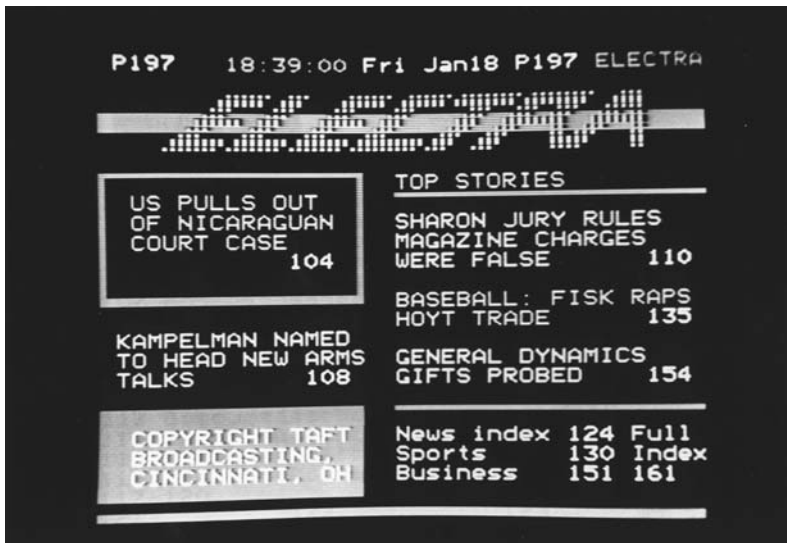 P197 18:39:00 Fri Jan18 P197 ELECTRA
ELECTRA
US PULLS OUT
OF NICARAGUAN
COURT CASE
104
KAMPELMAN NAMED
TO HEAD NEW ARMS
TALKS 108
COPYRIGHT TAFT
BROADCASTING,
CINCINNATI, OH
TOP STORIES
SHARON JURY RULES
MAGAZINE CHARGES
WERE FALSE 110
BASEBALL: FISK RAPS
HOYT TRADE 135
GENERAL DYNAMICS
GIFTS PROBED 154
News index 124 Full
Sports 130 Index
Business 151 161